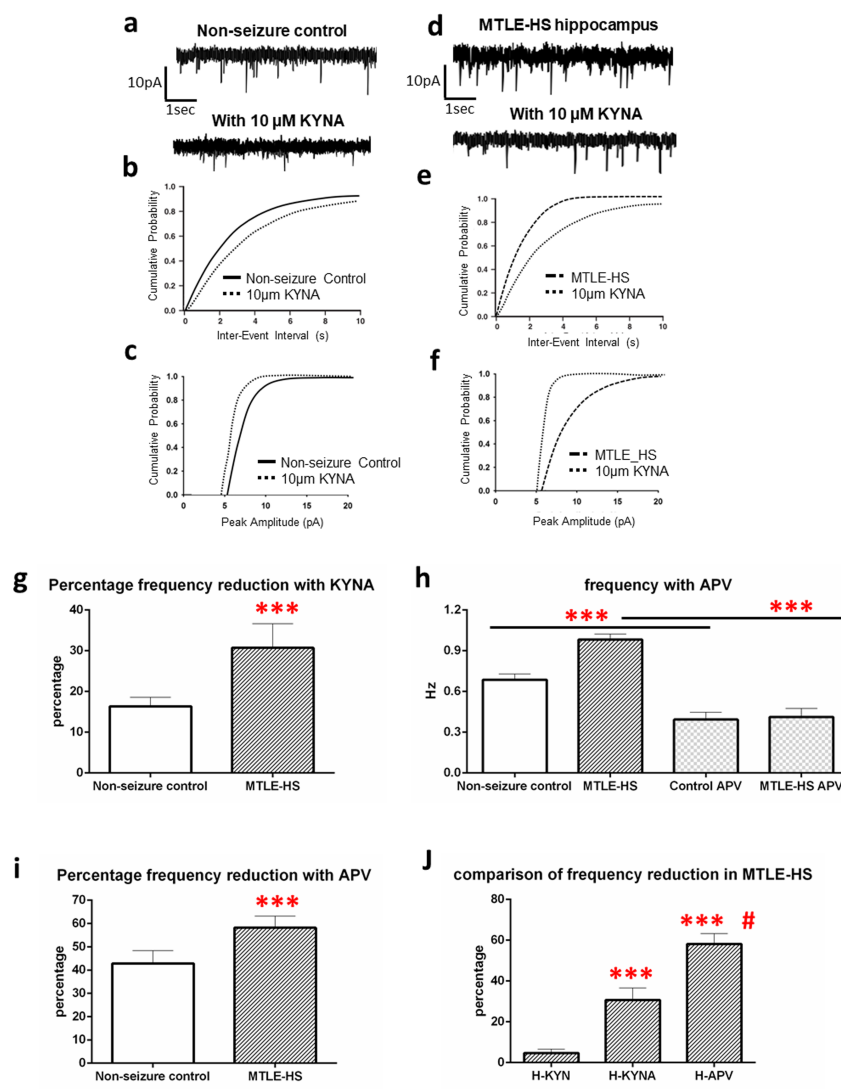 a
Non-seizure control
10pA
1sec
With 10 µM KYNA
b
Cumulative Probability
1.0
0.8
0.6
0.4
0.2
0.0
Non-seizure Control
10µm KYNA
0 2 4 6 8 10
Inter-Event Interval (s)
c
Cumulative Probability
1.0
0.8
0.6
0.4
0.2
0.0
Non-seizure Control
10µm KYNA
0 5 10 15 20
Peak Amplitude (pA)
d
MTLE-HS hippocampus
10pA
1sec
With 10 µM KYNA
e
Cumulative Probability
1.0
0.8
0.6
0.4
0.2
0.0
MTLE-HS
10µm KYNA
0 2 4 6 8 10
Inter-Event Interval (s)
f
Cumulative Probability
1.0
0.8
0.6
0.4
0.2
0.0
MTLE_HS
10µm KYNA
0 5 10 15 20
Peak Amplitude (pA)
g
Percentage frequency reduction with KYNA
percentage
40
30
20
10
0
***
Non-seizure control MTLE-HS
h
frequency with APV
Hz
1.2
0.9
0.6
0.3
0.0
*** ***
Non-seizure control MTLE-HS Control APV MTLE-HS APV
i
Percentage frequency reduction with APV
percentage
70
60
50
40
30
20
10
0
***
Non-seizure control MTLE-HS
J
comparison of frequency reduction in MTLE-HS
percentage
80
60
40
20
0
*** #
***
H-KYN H-KYNA H-APV